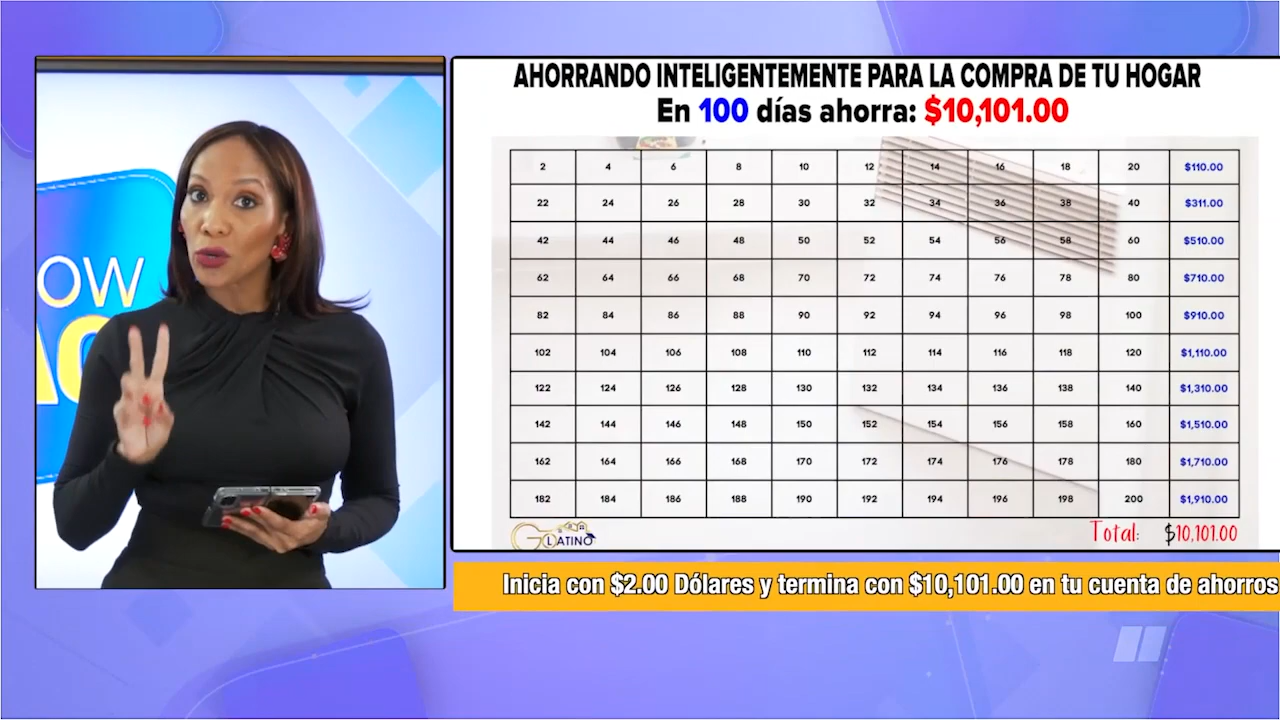 AHORRANDO INTELIGENTEMENTE PARA LA COMPRA DE TU HOGAR
En 100 días ahorra: $10,101.00
2 4 6 8 10 12 14 16 18 20 $110.00
22 24 26 28 30 32 34 36 38 40 $311.00
42 44 46 48 50 52 54 56 58 60 $510.00
62 64 66 68 70 72 74 76 78 80 $710.00
82 84 86 88 90 92 94 96 98 100 $910.00
102 104 106 108 110 112 114 116 118 120 $1,110.00
122 124 126 128 130 132 134 136 138 140 $1,310.00
142 144 146 148 150 152 154 156 158 160 $1,510.00
162 164 166 168 170 172 174 176 178 180 $1,710.00
182 184 186 188 190 192 194 196 198 200 $1,910.00
GO LATINO
Total: $10,101.00
Inicia con $2.00 Dólares y termina con $10,101.00 en tu cuenta de ahorros
OW